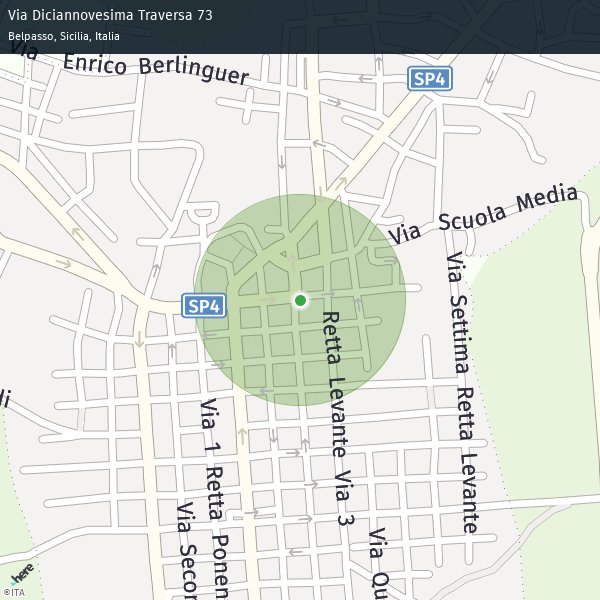 Via Diciannovesima Traversa 73
Belpasso, Sicilia, Italia
Via Enrico Berlinguer
SP4
Via Scuola Media
Via Settima Retta Levante
SP4
Retta Levante Via 3
Via 1 Retta Ponen
Via Secon
Via Qu
li
here
©ITA